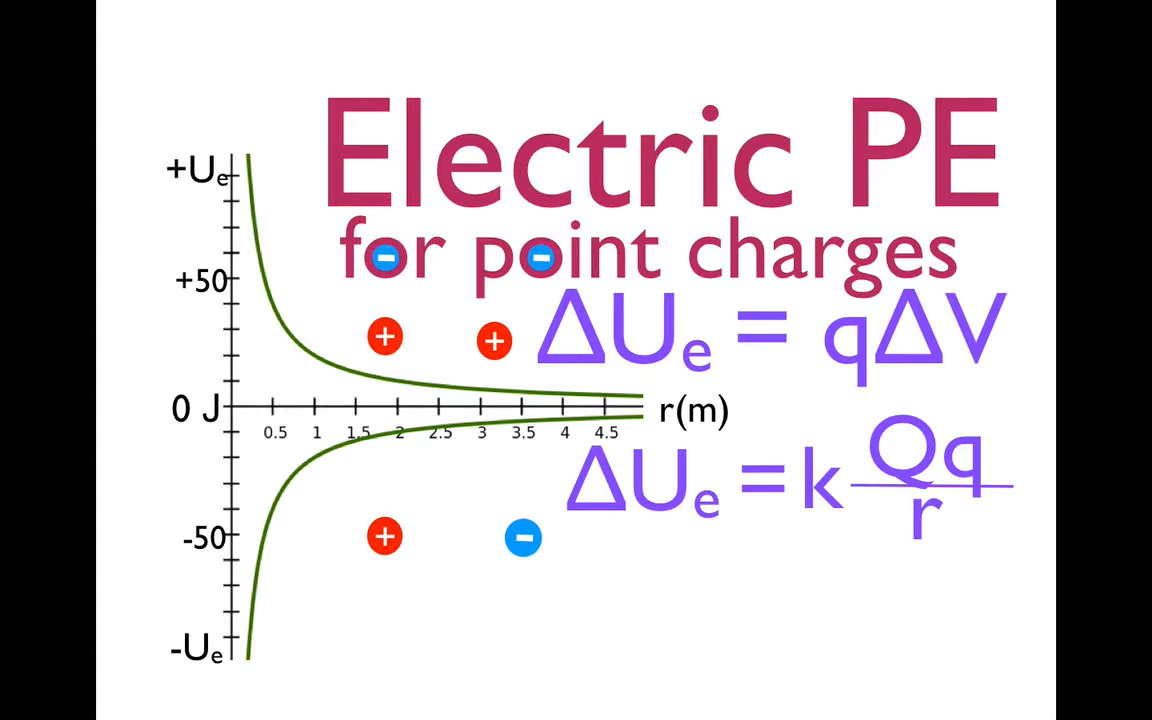 Electric PE
for point charges
+Uₑ
+50
0 J
-50
-Uₑ
0.5 1 1.5 2 2.5 3 3.5 4 4.5
r(m)
- -
+ +
+ -
ΔUₑ = qΔV
ΔUₑ = k Qq
r